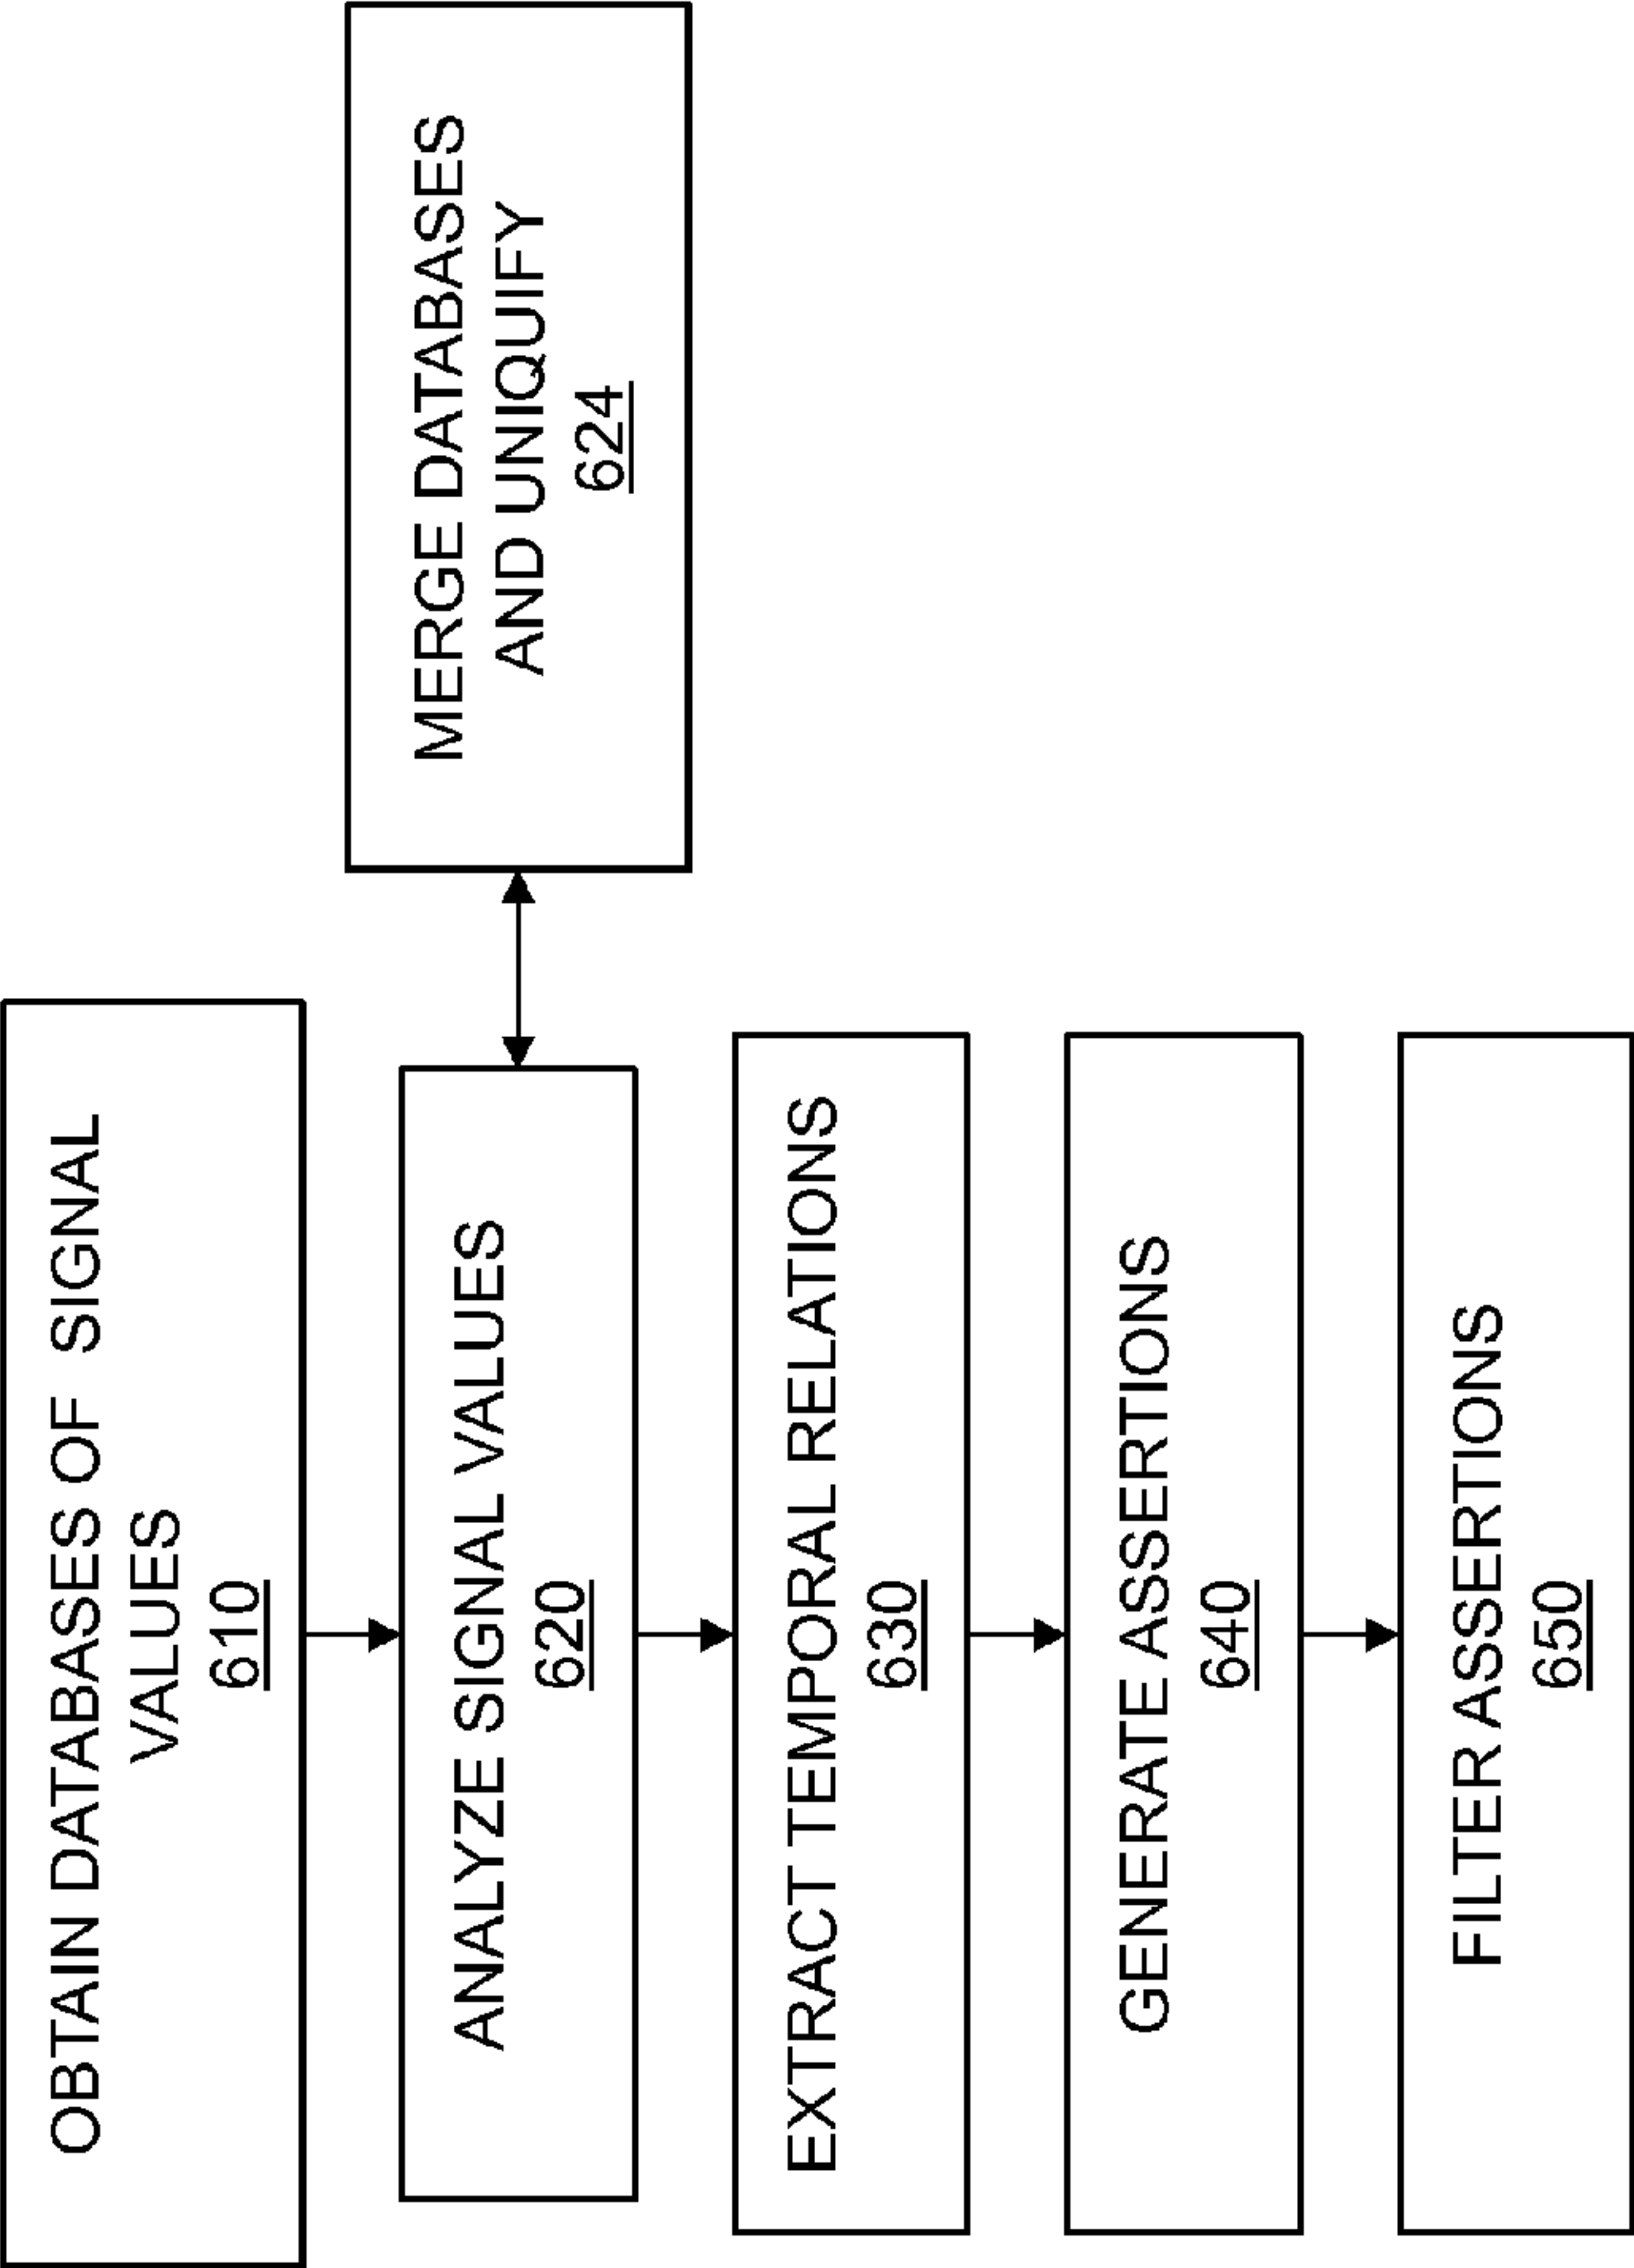 OBTAIN DATABASES OF SIGNAL
VALUES
610
ANALYZE SIGNAL VALUES
620
MERGE DATABASES
AND UNIQUIFY
624
EXTRACT TEMPORAL RELATIONS
630
GENERATE ASSERTIONS
640
FILTER ASSERTIONS
650